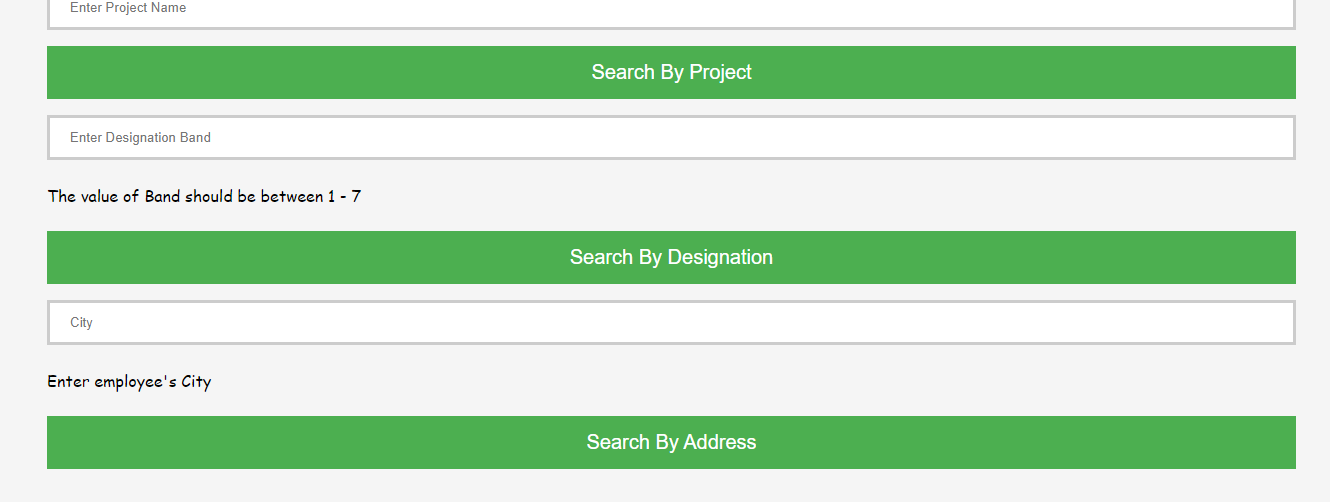 Enter Project Name
Search By Project
Enter Designation Band
The value of Band should be between 1 - 7
Search By Designation
City
Enter employee's City
Search By Address